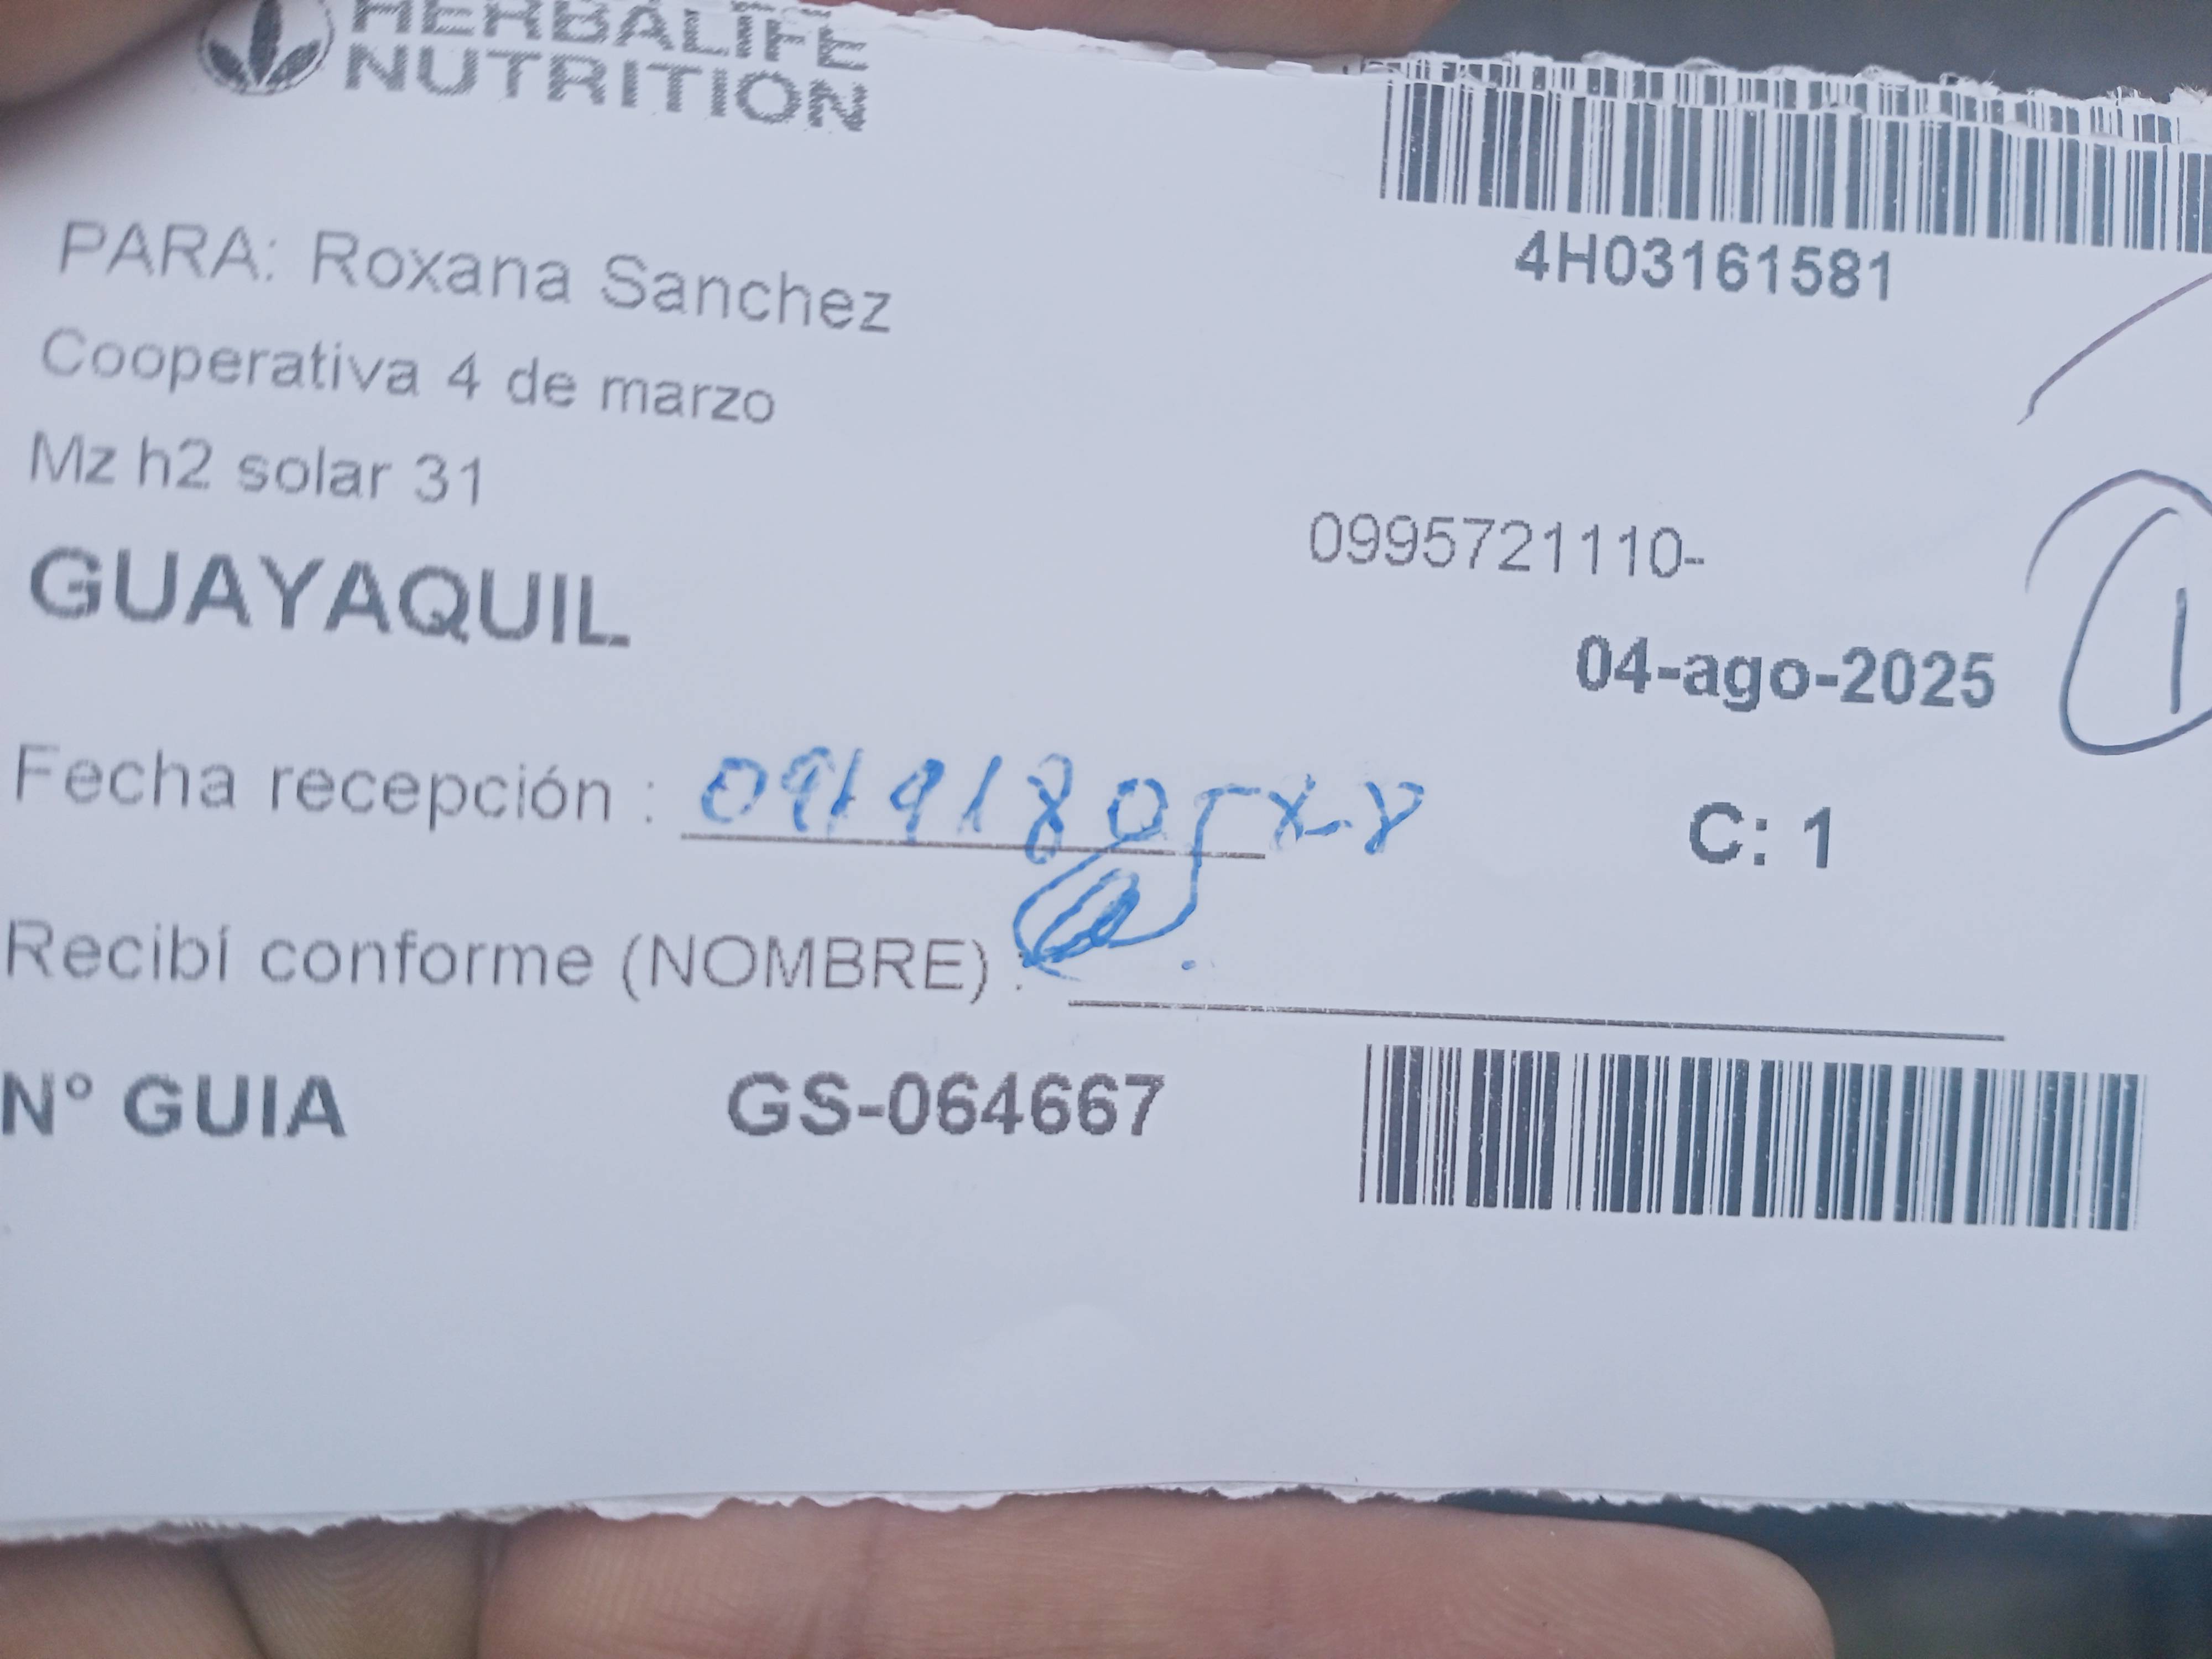 HERBALIFE
NUTRITION
4H03161581
PARA: Roxana Sanchez
Cooperativa 4 de marzo
Mz h2 solar 31
0995721110-
GUAYAQUIL
04-ago-2025
1
Fecha recepción :
C: 1
Recibí conforme (NOMBRE) :
N° GUIA GS-064667